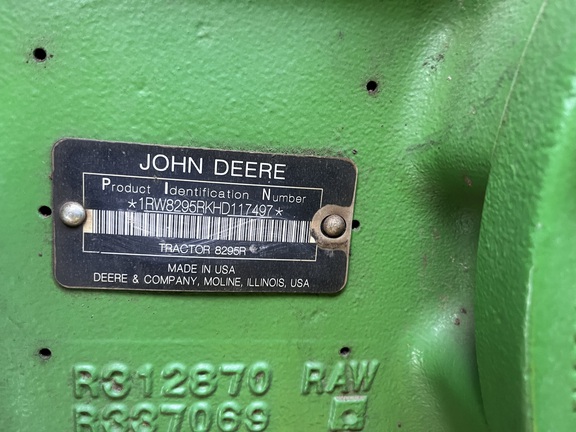 JOHN DEERE
Product Identification Number
*1RW8295RKHD117497*
TRACTOR 8295R
MADE IN USA
DEERE & COMPANY, MOLINE, ILLINOIS, USA
R312870 RAW
R337069